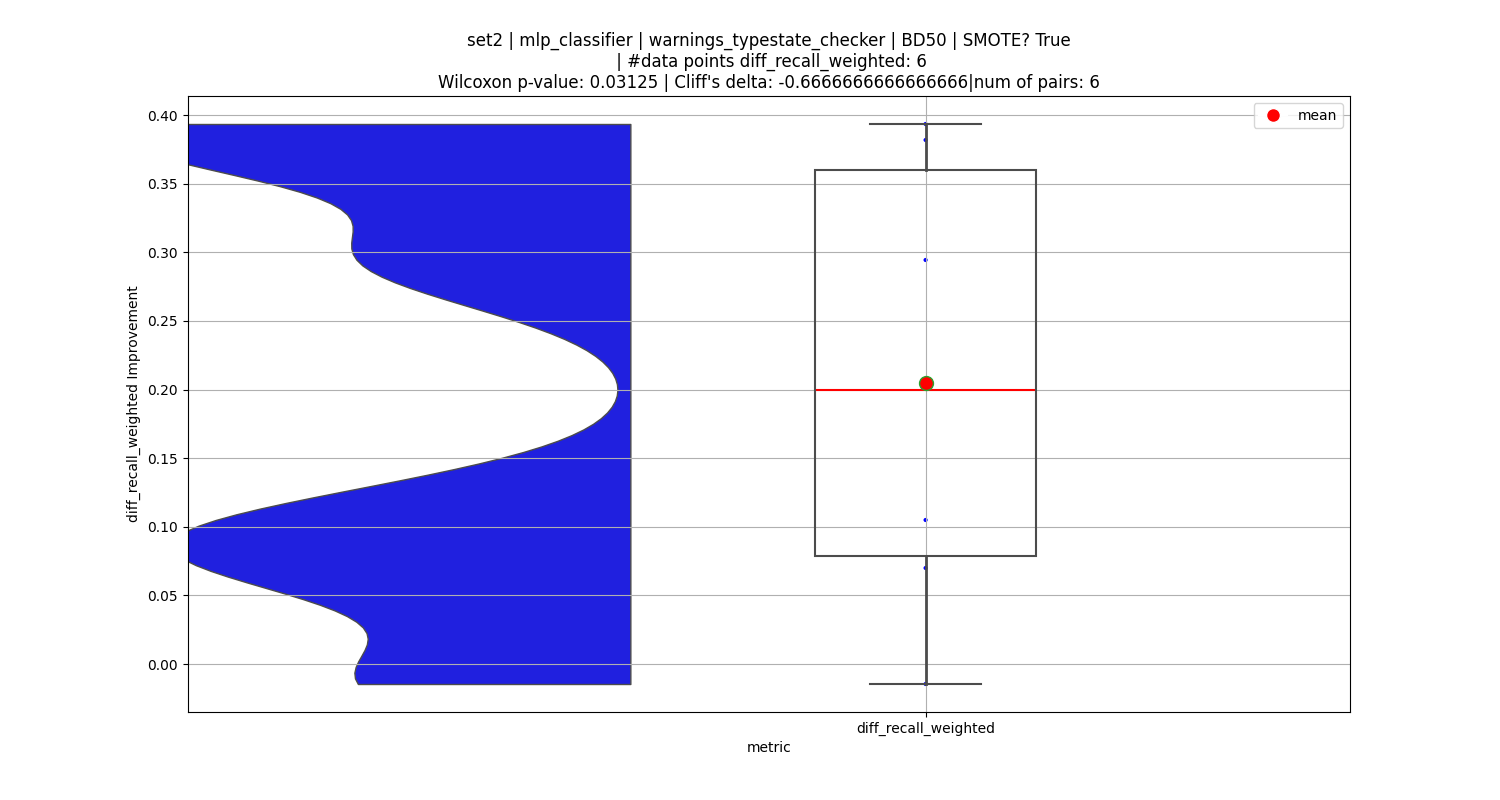 set2 | mlp_classifier | warnings_typestate_checker | BD50 | SMOTE? True
| #data points diff_recall_weighted: 6
Wilcoxon p-value: 0.03125 | Cliff's delta: -0.6666666666666666|num of pairs: 6
mean
0.40
0.35
0.30
0.25
0.20
0.15
0.10
0.05
0.00
diff_recall_weighted Improvement
diff_recall_weighted
metric